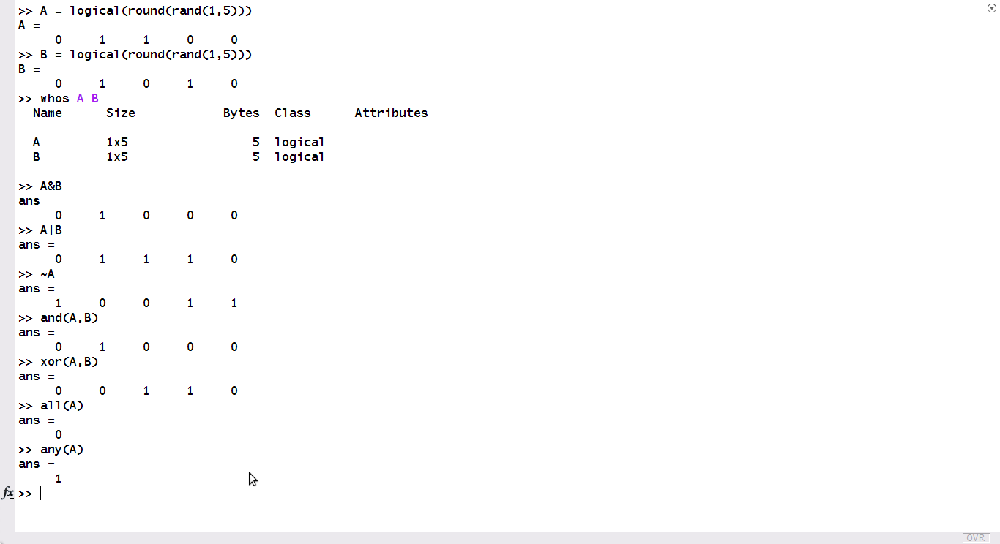 >> A = logical(round(rand(1,5)))
A =
0 1 1 0 0
>> B = logical(round(rand(1,5)))
B =
0 1 0 1 0
>> whos A B
Name Size Bytes Class Attributes
A 1x5 5 logical
B 1x5 5 logical
>> A&B
ans =
0 1 0 0 0
>> A|B
ans =
0 1 1 1 0
>> ~A
ans =
1 0 0 1 1
>> and(A,B)
ans =
0 1 0 0 0
>> xor(A,B)
ans =
0 0 1 1 0
>> all(A)
ans =
0
>> any(A)
ans =
1
fx >>
OVR